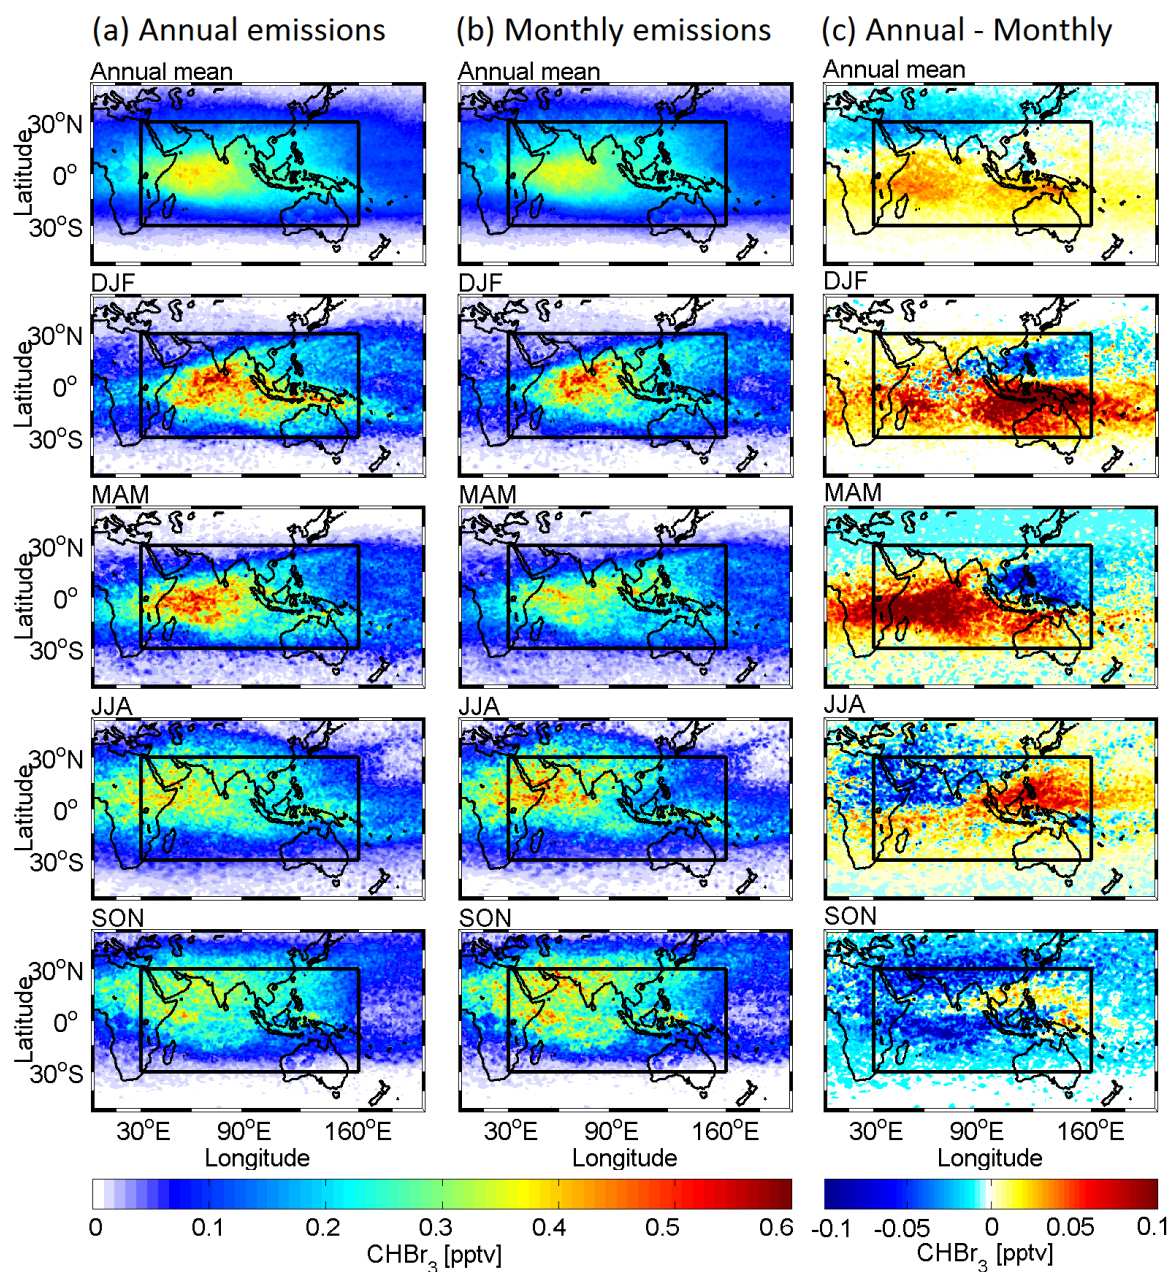 (a) Annual emissions (b) Monthly emissions (c) Annual - Monthly
Annual mean Annual mean Annual mean
Latitude
30°N
0°
30°S
DJF DJF DJF
Latitude
30°N
0°
30°S
MAM MAM MAM
Latitude
30°N
0°
30°S
JJA JJA JJA
Latitude
30°N
0°
30°S
SON SON SON
Latitude
30°N
0°
30°S
30°E 90°E 160°E 30°E 90°E 160°E 30°E 90°E 160°E
Longitude Longitude Longitude
0 0.1 0.2 0.3 0.4 0.5 0.6 -0.1 -0.05 0 0.05 0.1
CHBr₃ [pptv] CHBr₃ [pptv]